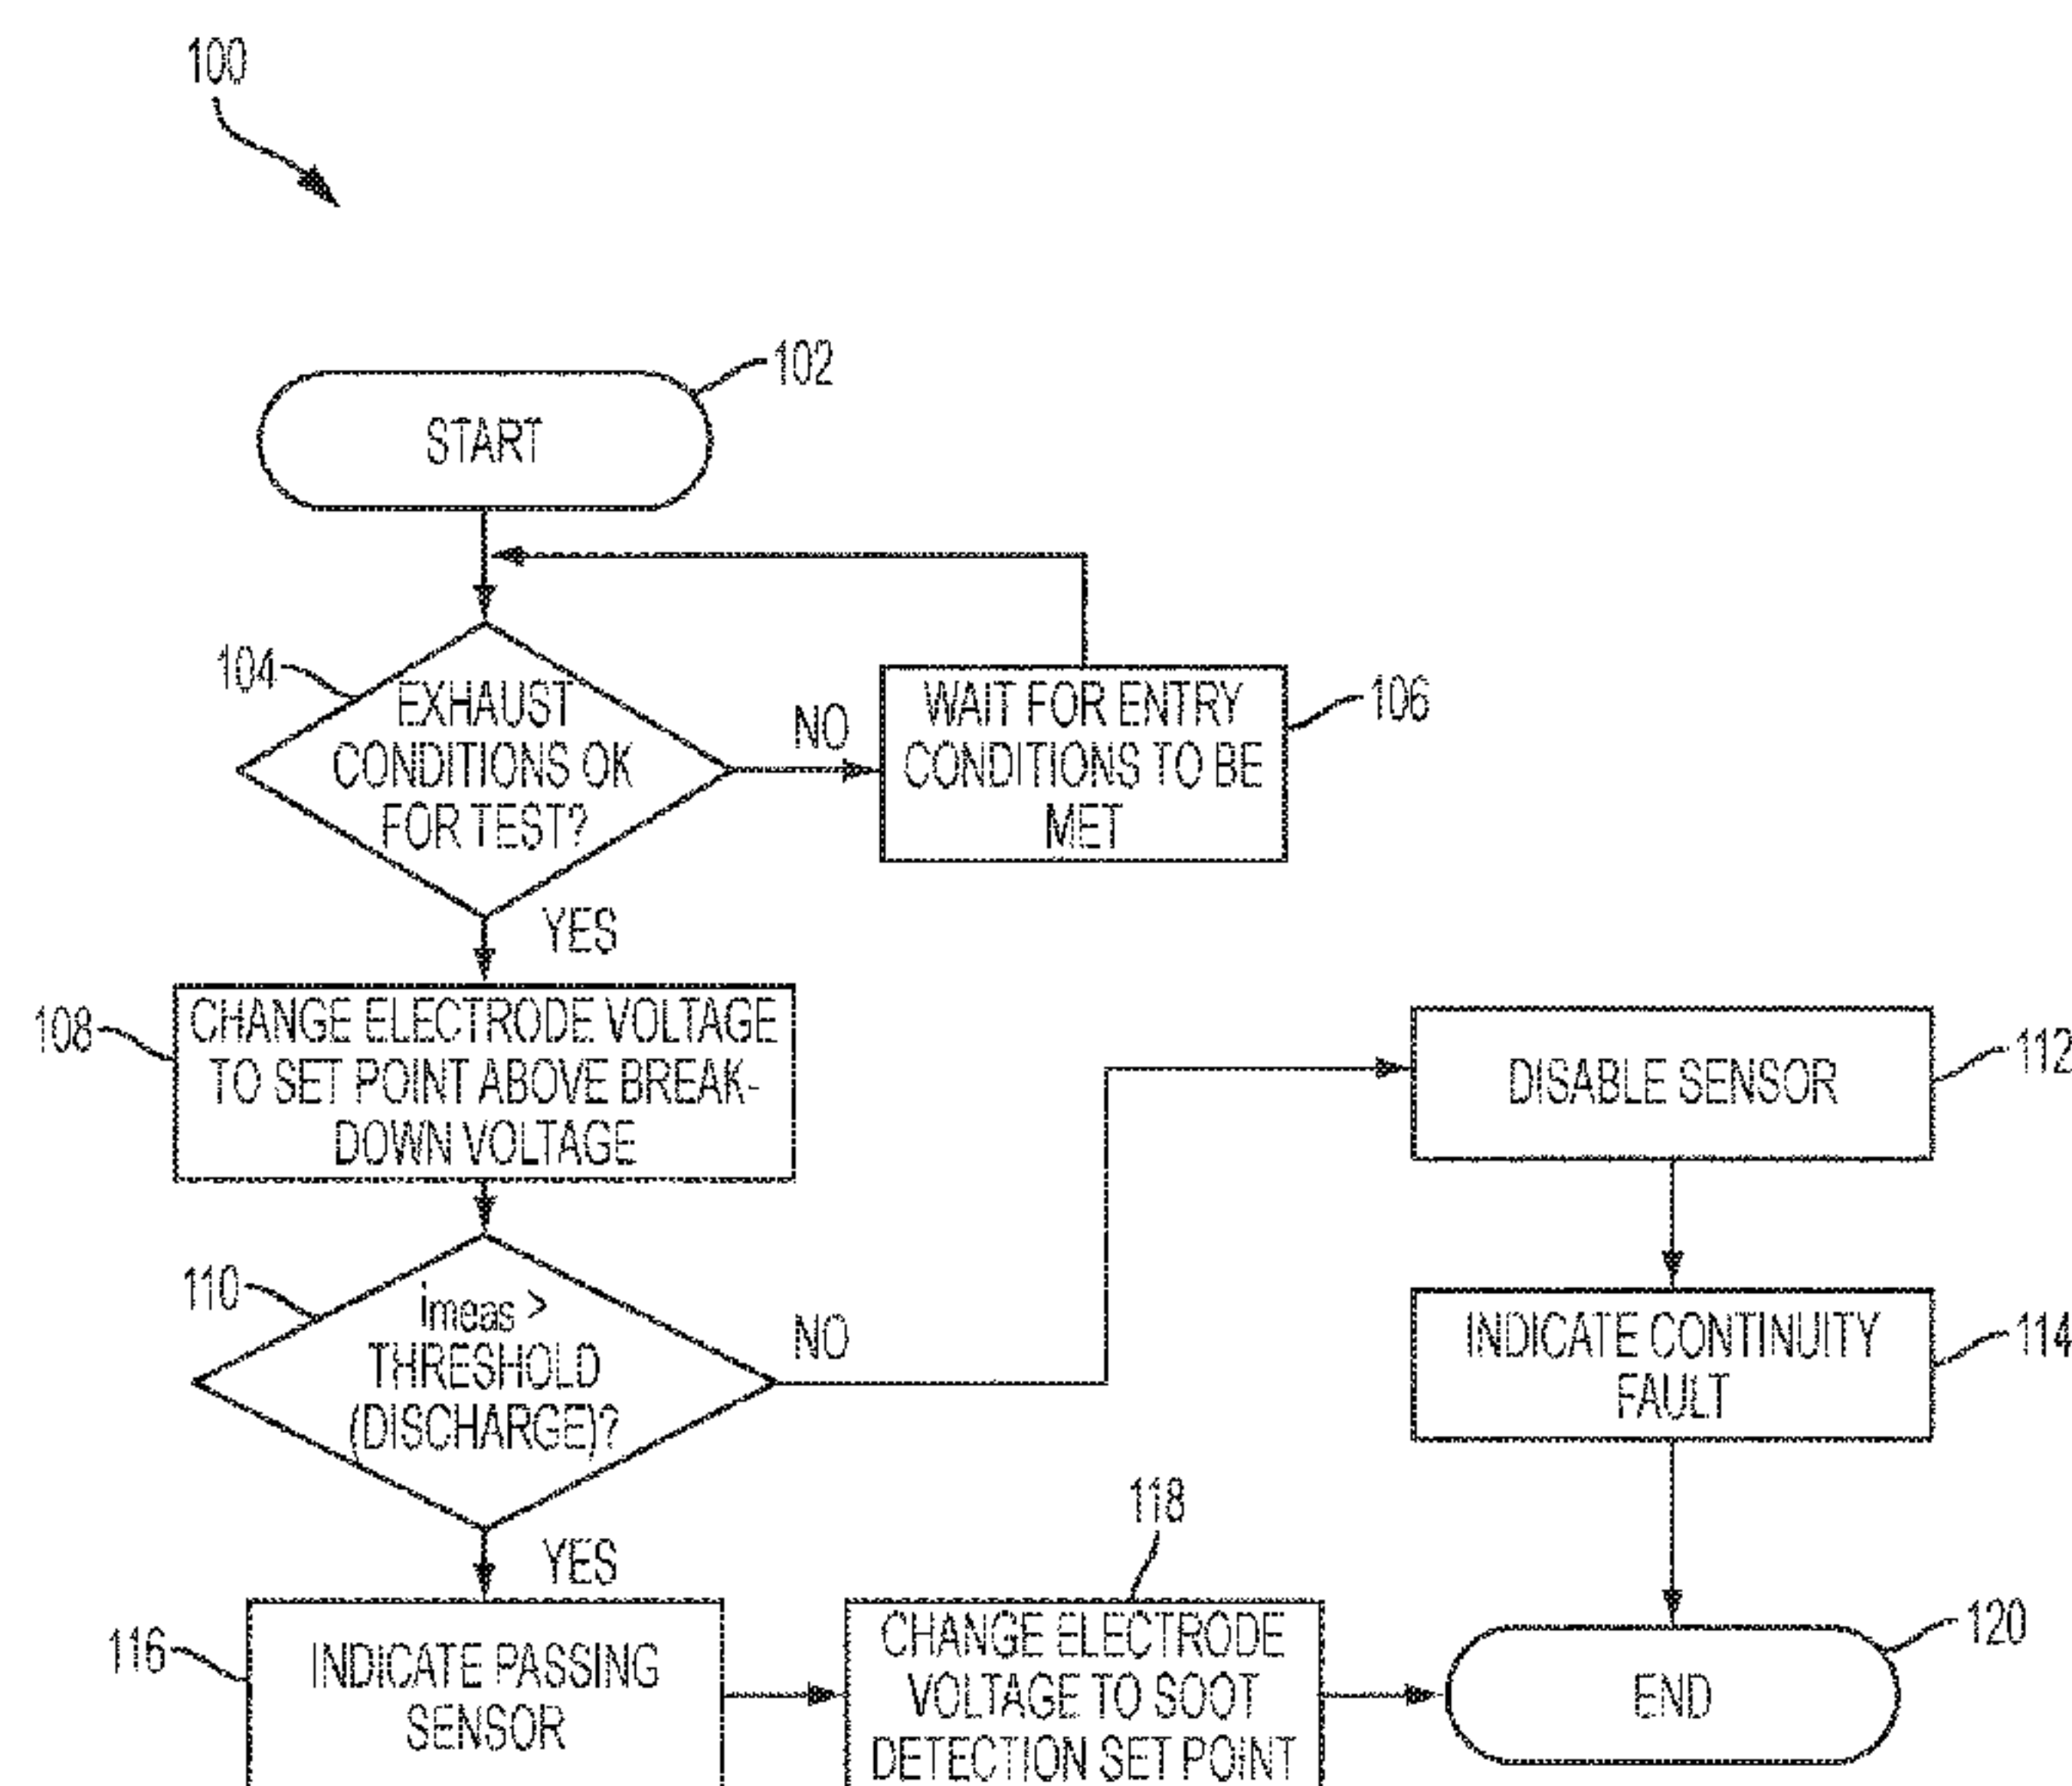 100
102
START
104
EXHAUST
CONDITIONS OK
FOR TEST?
NO
WAIT FOR ENTRY
CONDITIONS TO BE
MET
106
YES
108
CHANGE ELECTRODE VOLTAGE
TO SET POINT ABOVE BREAK-
DOWN VOLTAGE
110
imeas >
THRESHOLD
(DISCHARGE)?
NO
DISABLE SENSOR
112
INDICATE CONTINUITY
FAULT
114
YES
116
INDICATE PASSING
SENSOR
118
CHANGE ELECTRODE
VOLTAGE TO SOOT
DETECTION SET POINT
END
120